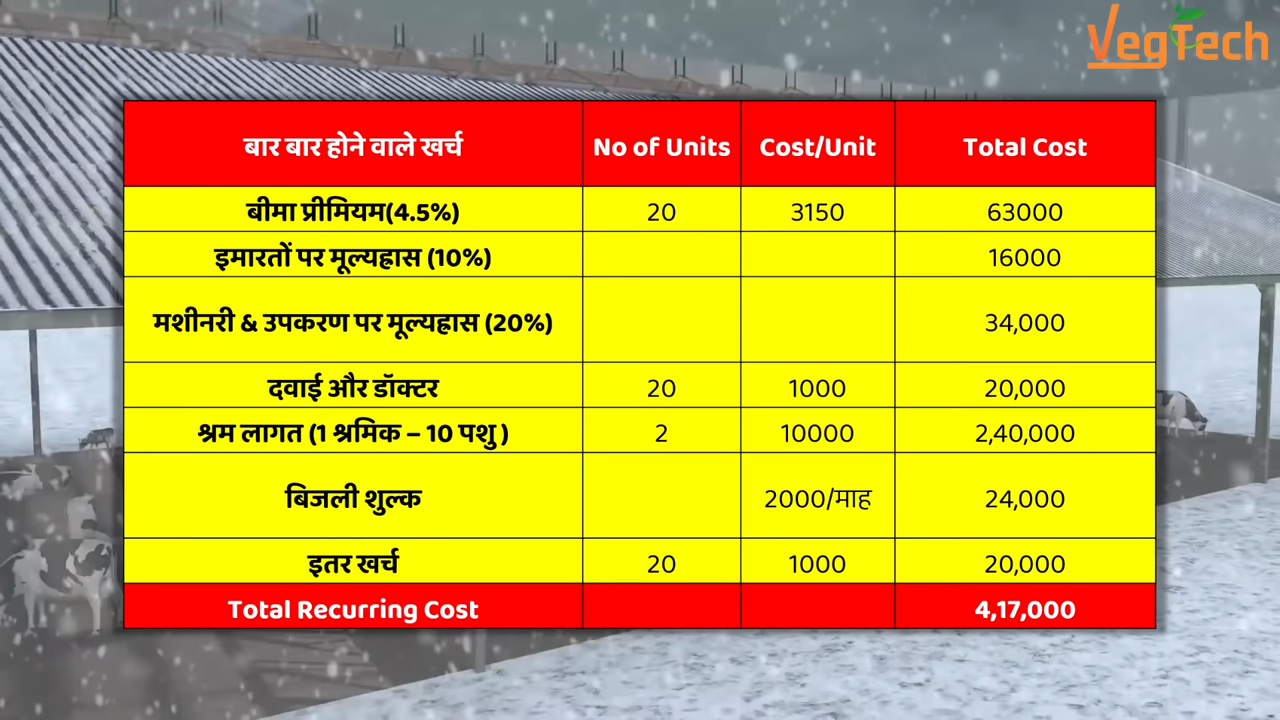 VegTech
बार बार होने वाले खर्च No of Units Cost/Unit Total Cost
बीमा प्रीमियम(4.5%) 20 3150 63000
इमारतों पर मूल्यह्रास (10%) 16000
मशीनरी & उपकरण पर मूल्यह्रास (20%) 34,000
दवाई और डॉक्टर 20 1000 20,000
श्रम लागत (1 श्रमिक – 10 पशु ) 2 10000 2,40,000
बिजली शुल्क 2000/माह 24,000
इतर खर्च 20 1000 20,000
Total Recurring Cost 4,17,000